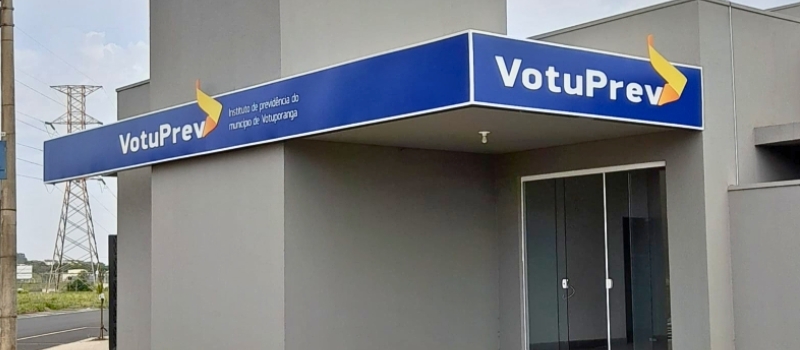 VotuPrev
Instituto de previdência do
município de Votuporanga
VotuPrev